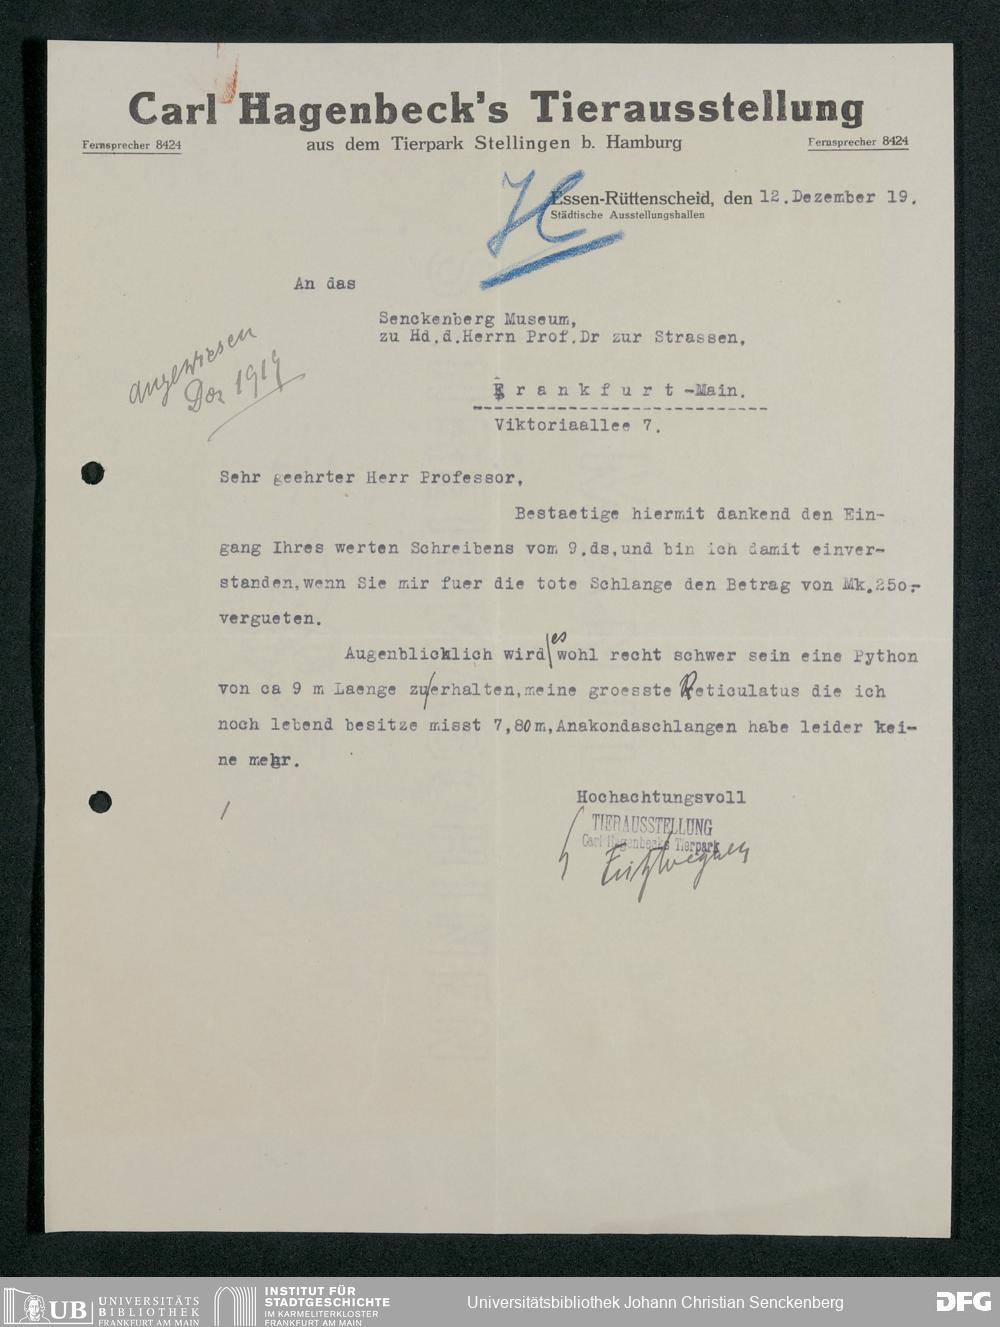 Carl Hagenbeck's Tierausstellung
Fernsprecher 8424
aus dem Tierpark Stellingen b. Hamburg
Fernsprecher 8424
H
Essen-Rüttenscheid, den 12.Dezember 19.
Städtische Ausstellungshallen
An das
Senckenberg Museum,
zu Hd.d.Herrn Prof.Dr zur Strassen,
angewiesen
Dez 1919
F r a n k f u r t -Main.
Viktoriaallee 7.
Sehr geehrter Herr Professor,
Bestaetige hiermit dankend den Ein-
gang Ihres werten Schreibens vom 9.ds,und bin ich damit einver-
standen,wenn Sie mir fuer die tote Schlange den Betrag von Mk.250.-
vergueten.
Augenblicklich wird es wohl recht schwer sein eine Python
von ca 9 m Laenge zu/erhalten,meine groesste Reticulatus die ich
noch lebend besitze misst 7,80m,Anakondaschlangen habe leider kei-
ne mehr.
Hochachtungsvoll
TIERAUSSTELLUNG
Carl Hagenbecks Tierpark
Fritz Wegner
UB UNIVERSITÄTS
BIBLIOTHEK
FRANKFURT AM MAIN
INSTITUT FÜR
STADTGESCHICHTE
IM KARMELITERKLOSTER
FRANKFURT AM MAIN
Universitätsbibliothek Johann Christian Senckenberg
DFG